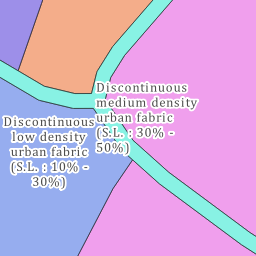 Discontinuous
medium density
urban fabric
(S.L. : 30% -
50%)
Discontinuous
low density
urban fabric
(S.L. : 10% -
30%)